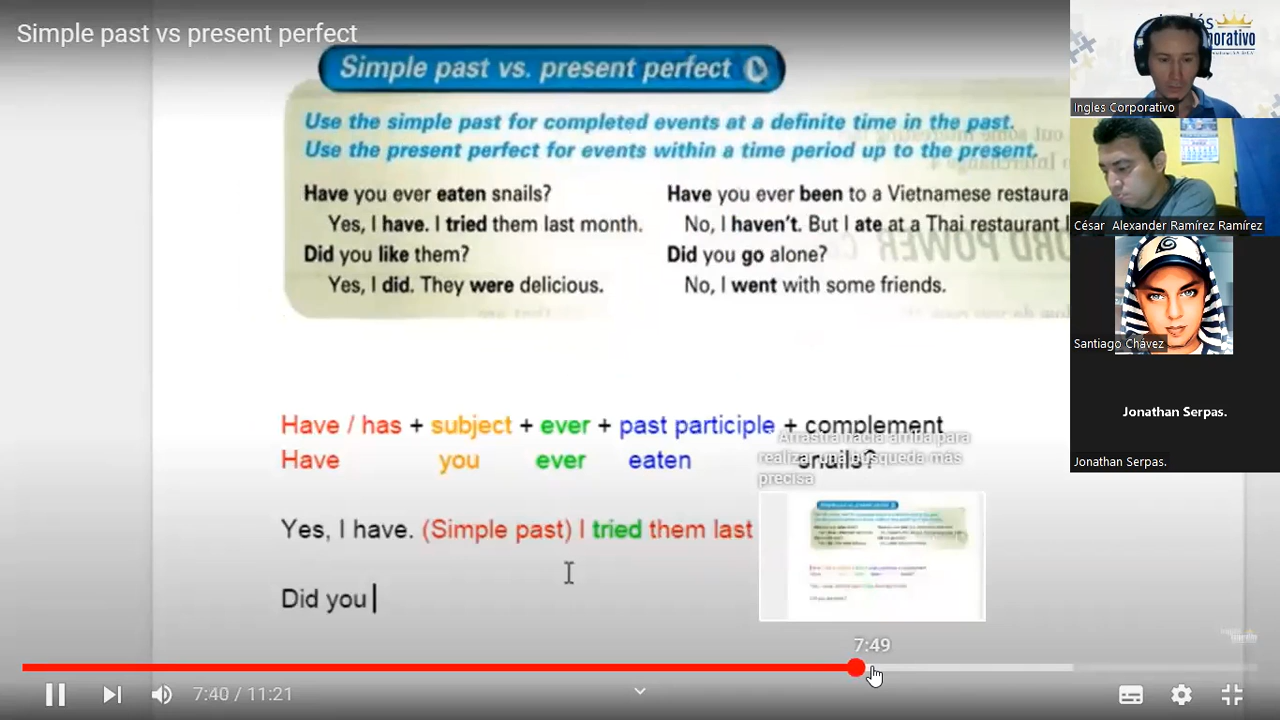 Simple past vs present perfect
Simple past vs. present perfect
Use the simple past for completed events at a definite time in the past.
Use the present perfect for events within a time period up to the present.
Have you ever eaten snails?
Yes, I have. I tried them last month.
Did you like them?
Yes, I did. They were delicious.
Have you ever been to a Vietnamese restaura
No, I haven't. But I ate at a Thai restaurant l
Did you go alone?
No, I went with some friends.
Have / has + subject + ever + past participle + complement
Have you ever eaten snails?
Yes, I have. (Simple past) I tried them last
Did you
Arrastra hacia arriba para
realizar una búsqueda más
precisa
7:49
7:40 / 11:21
Ingles Corporativo
César Alexander Ramírez Ramírez
Santiago Chávez
Jonathan Serpas.
Jonathan Serpas.